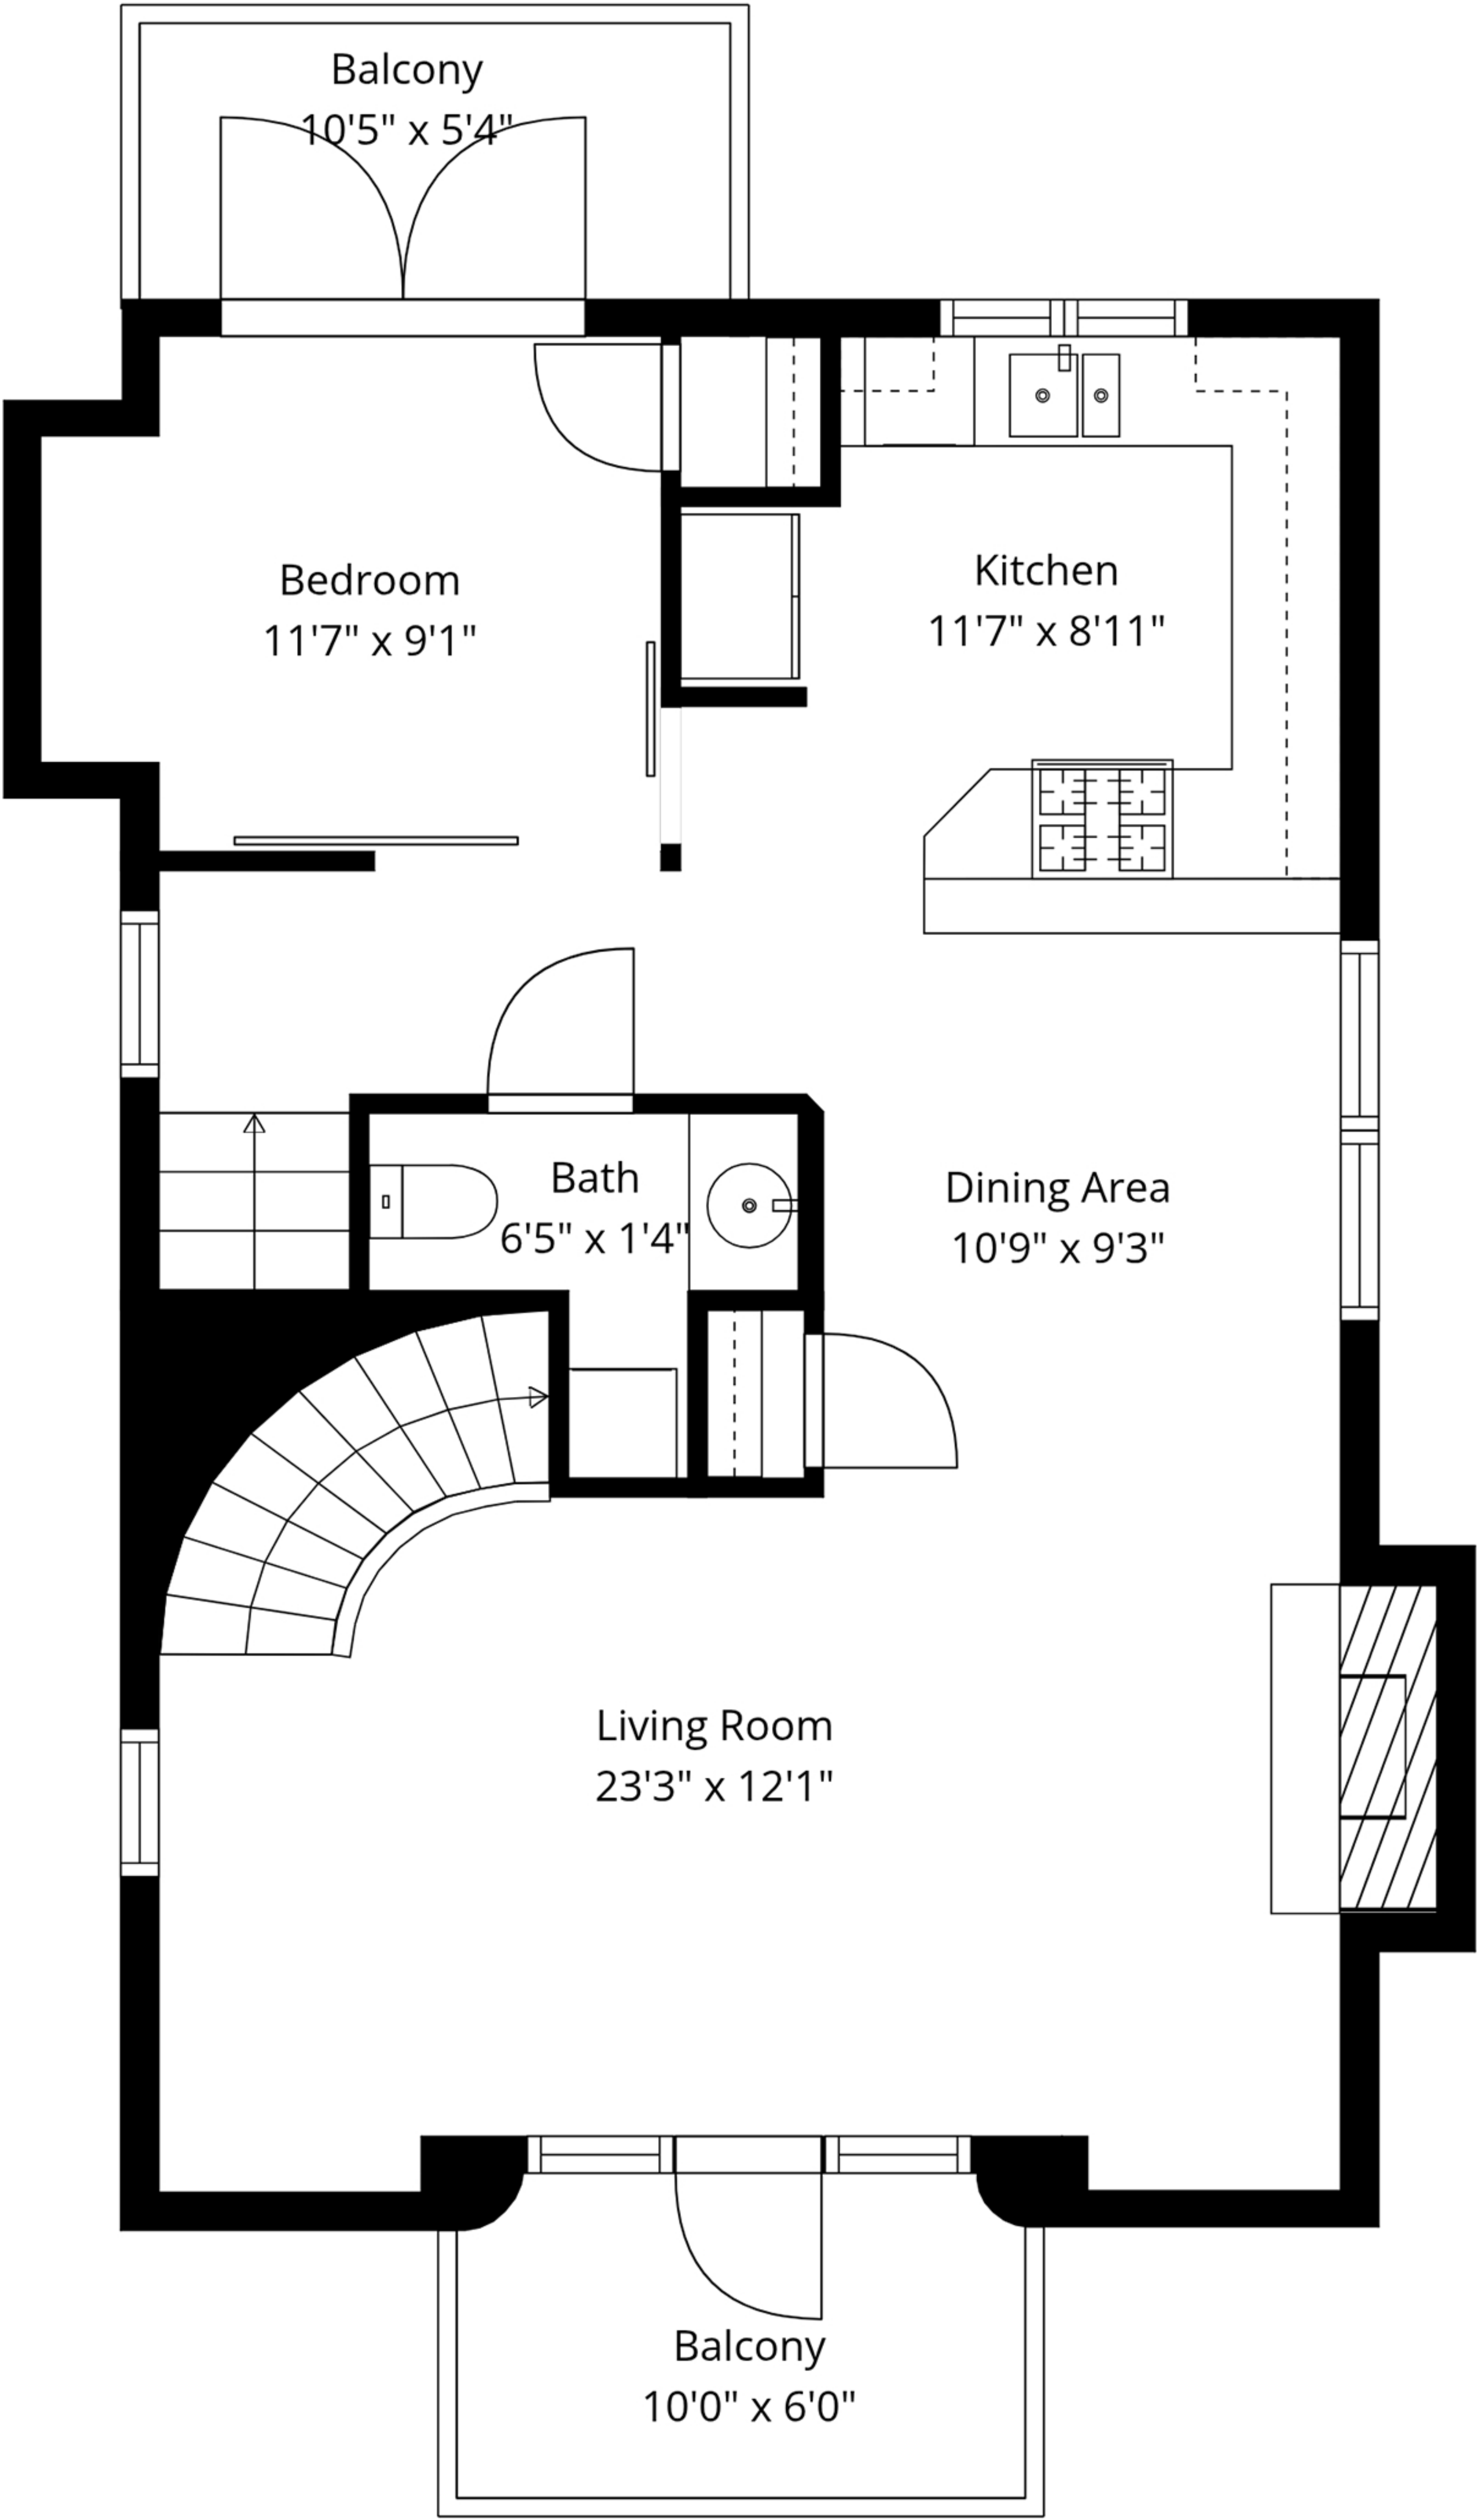 Balcony
10'5" x 5'4"
Bedroom
11'7" x 9'1"
Kitchen
11'7" x 8'11"
Bath
6'5" x 1'4"
Dining Area
10'9" x 9'3"
Living Room
23'3" x 12'1"
Balcony
10'0" x 6'0"